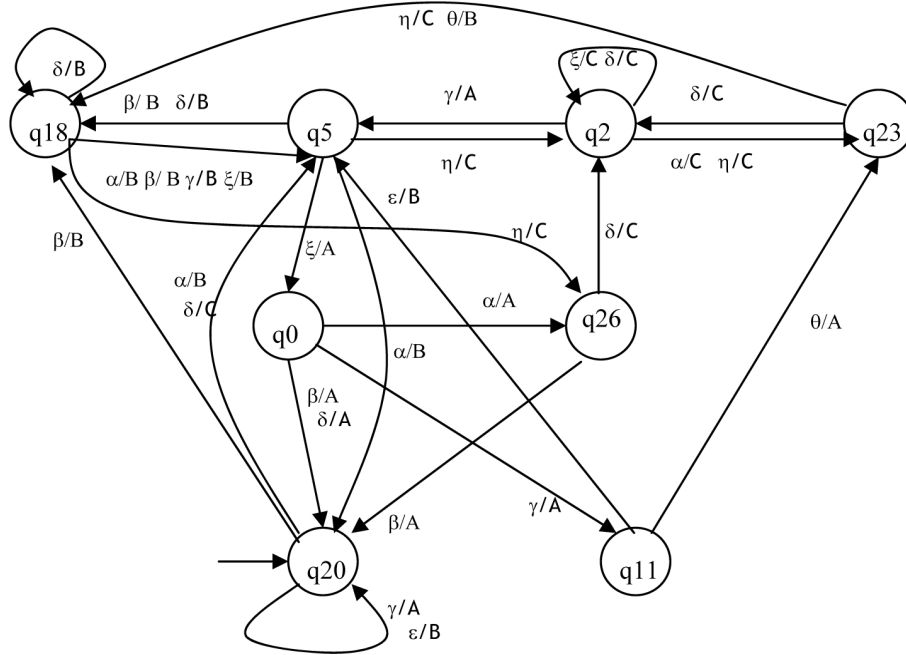 η/C θ/B
δ/B
ξ/C δ/C
β/ B δ/B
γ/A
δ/C
q18
q5
q2
q23
η/C
α/C η/C
α/B β/ B γ/B ξ/B
ε/B
β/B
ξ/A
η/C
δ/C
α/B
δ/C
α/A
q0
q26
θ/A
α/B
β/A
δ/A
β/A
γ/A
q20
q11
γ/A
ε/B